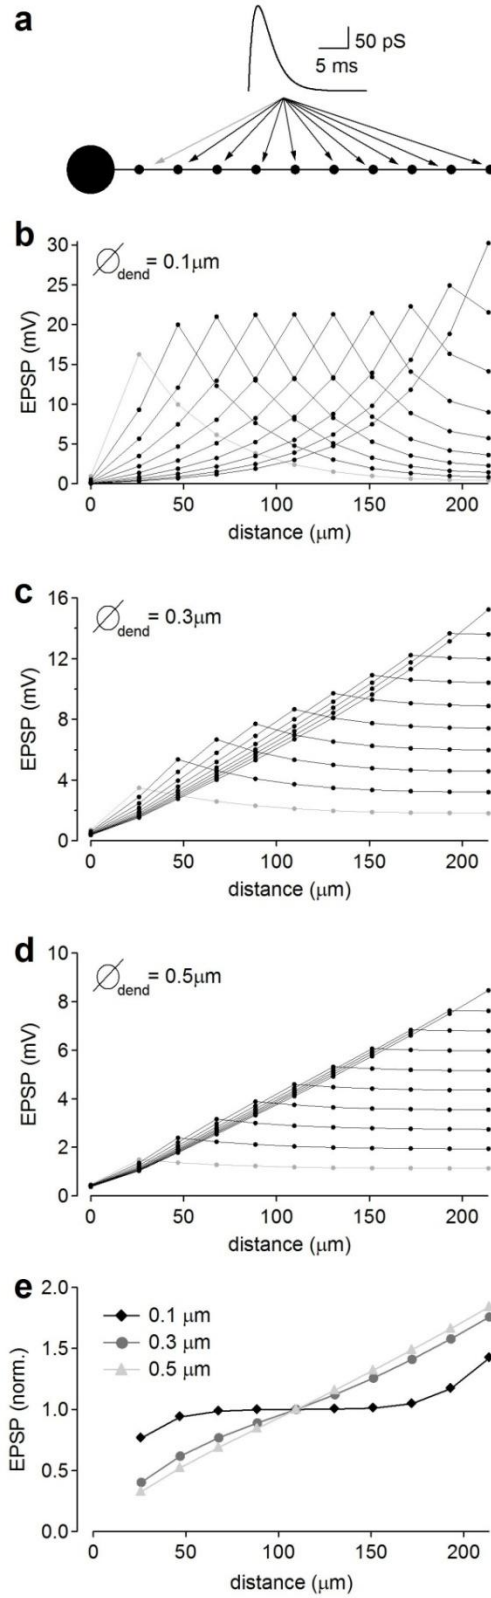 a
50 pS
5 ms
b
dend = 0.1μm
30
25
20
15
10
5
0
EPSP (mV)
0 50 100 150 200
distance (μm)
c
dend = 0.3μm
16
12
8
4
0
EPSP (mV)
0 50 100 150 200
distance (μm)
d
dend = 0.5μm
10
8
6
4
2
0
EPSP (mV)
0 50 100 150 200
distance (μm)
e
0.1 μm
0.3 μm
0.5 μm
2.0
1.5
1.0
0.5
0.0
EPSP (norm.)
0 50 100 150 200
distance (μm)